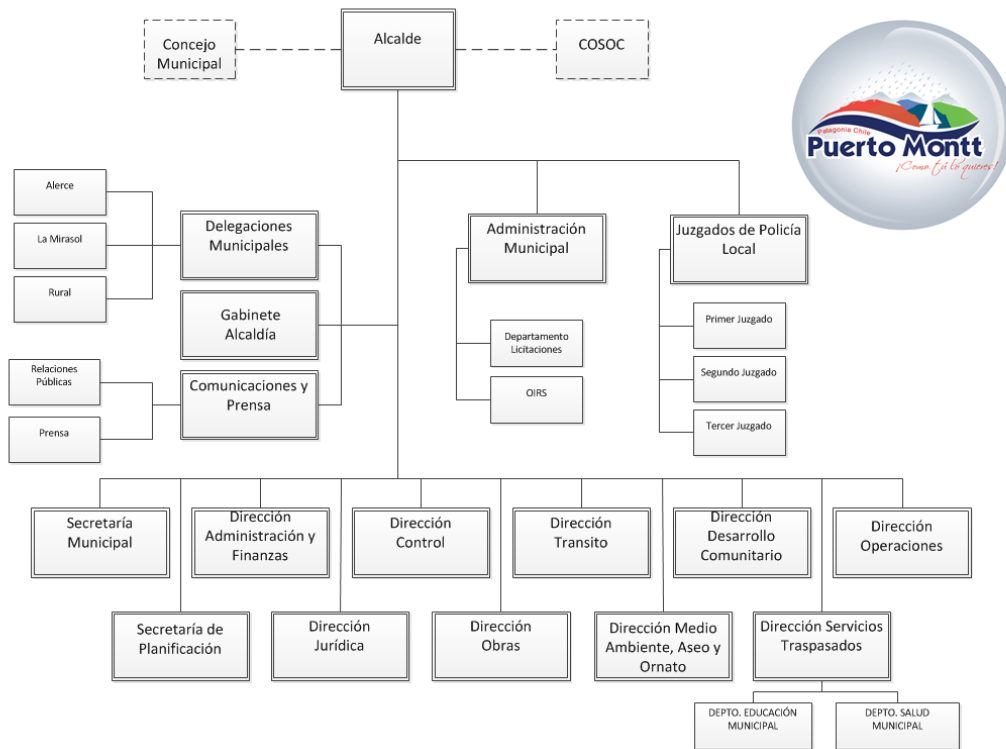 Concejo
Municipal
Alcalde
COSOC
Patagonia Chile
Puerto Montt
¡Como tú lo quieres!
Alerce
La Mirasol
Rural
Delegaciones
Municipales
Gabinete
Alcaldía
Relaciones
Públicas
Prensa
Comunicaciones y
Prensa
Administración
Municipal
Departamento
Licitaciones
OIRS
Juzgados de Policía
Local
Primer Juzgado
Segundo Juzgado
Tercer Juzgado
Secretaría
Municipal
Dirección
Administración y
Finanzas
Dirección
Control
Dirección
Transito
Dirección
Desarrollo
Comunitario
Dirección
Operaciones
Secretaría de
Planificación
Dirección
Jurídica
Dirección
Obras
Dirección Medio
Ambiente, Aseo y
Ornato
Dirección Servicios
Traspasados
DEPTO. EDUCACIÓN
MUNICIPAL
DEPTO. SALUD
MUNICIPAL